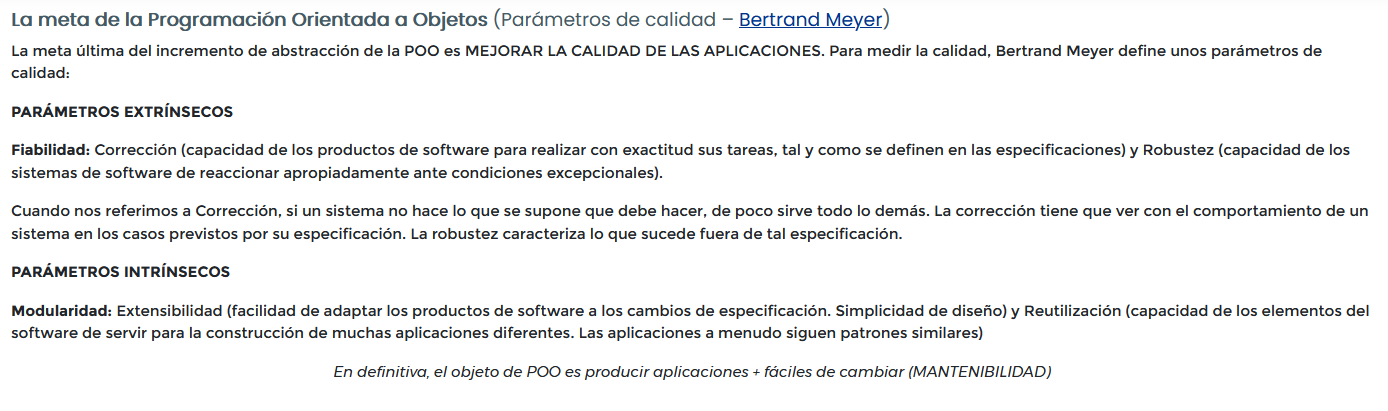 La meta de la Programación Orientada a Objetos (Parámetros de calidad – Bertrand Meyer)
La meta última del incremento de abstracción de la POO es MEJORAR LA CALIDAD DE LAS APLICACIONES. Para medir la calidad, Bertrand Meyer define unos parámetros de
calidad:
PARÁMETROS EXTRÍNSECOS
Fiabilidad: Corrección (capacidad de los productos de software para realizar con exactitud sus tareas, tal y como se definen en las especificaciones) y Robustez (capacidad de los
sistemas de software de reaccionar apropiadamente ante condiciones excepcionales).
Cuando nos referimos a Corrección, si un sistema no hace lo que se supone que debe hacer, de poco sirve todo lo demás. La corrección tiene que ver con el comportamiento de un
sistema en los casos previstos por su especificación. La robustez caracteriza lo que sucede fuera de tal especificación.
PARÁMETROS INTRÍNSECOS
Modularidad: Extensibilidad (facilidad de adaptar los productos de software a los cambios de especificación. Simplicidad de diseño) y Reutilización (capacidad de los elementos del
software de servir para la construcción de muchas aplicaciones diferentes. Las aplicaciones a menudo siguen patrones similares)
En definitiva, el objeto de POO es producir aplicaciones + fáciles de cambiar (MANTENIBILIDAD)